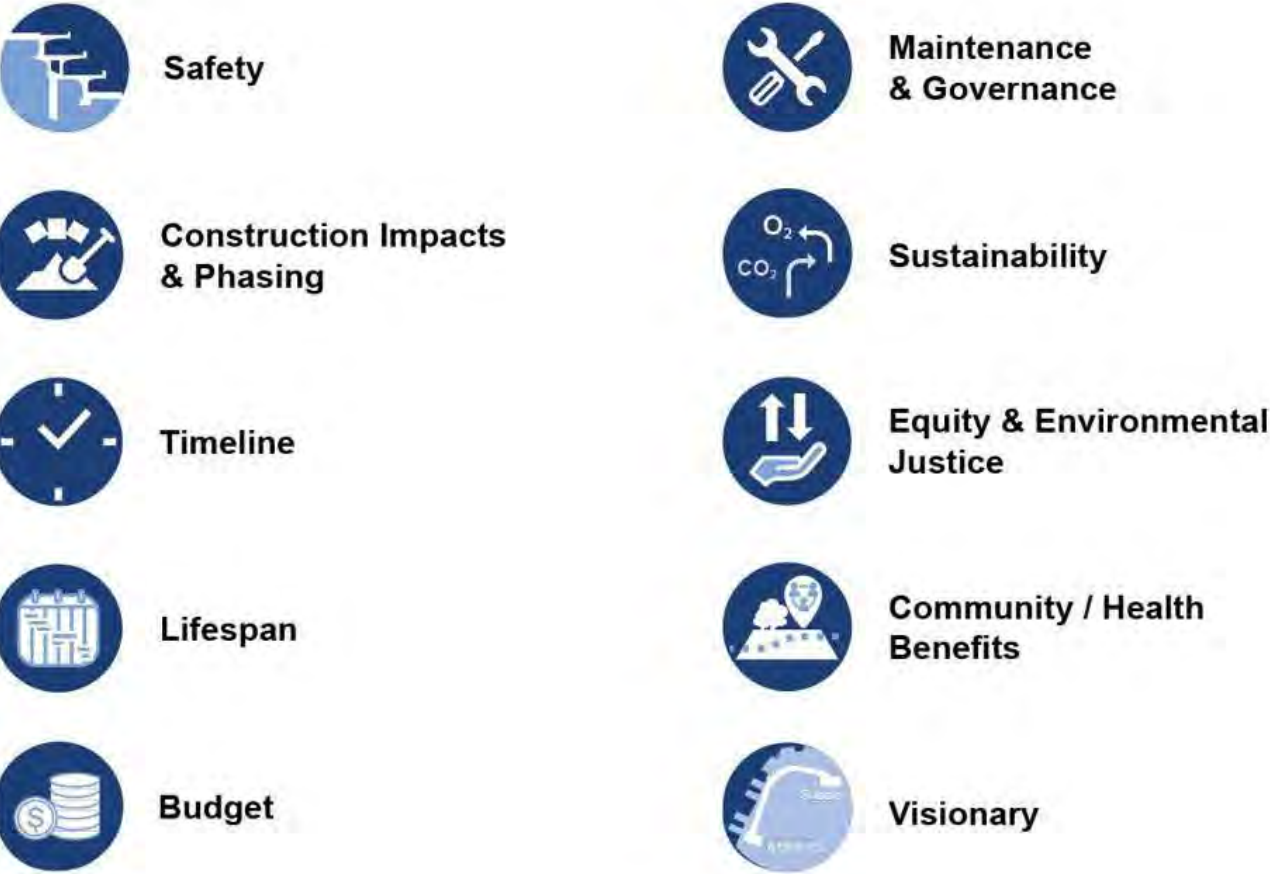 Safety
Construction Impacts
& Phasing
Timeline
Lifespan
$
Budget
Maintenance
& Governance
O₂
CO₂
Sustainability
Equity & Environmental
Justice
Community / Health
Benefits
Visionary